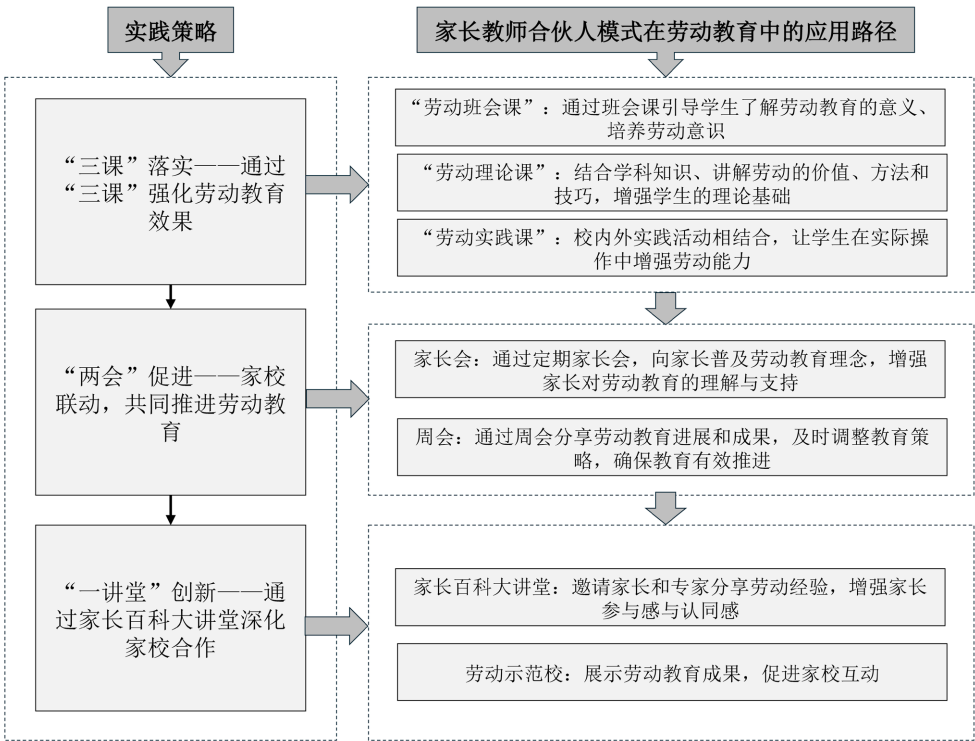 实践策略
家长教师合伙人模式在劳动教育中的应用路径
“三课”落实——通过
“三课”强化劳动教育
效果
“劳动班会课”：通过班会课引导学生了解劳动教育的意义、
培养劳动意识
“劳动理论课”：结合学科知识、讲解劳动的价值、方法和
技巧，增强学生的理论基础
“劳动实践课”：校内外实践活动相结合，让学生在实际操
作中增强劳动能力
“两会”促进——家校
联动，共同推进劳动教
育
家长会：通过定期家长会，向家长普及劳动教育理念，增强
家长对劳动教育的理解与支持
周会：通过周会分享劳动教育进展和成果，及时调整教育策
略，确保教育有效推进
“一讲堂”创新——通
过家长百科大讲堂深化
家校合作
家长百科大讲堂：邀请家长和专家分享劳动经验，增强家长
参与感与认同感
劳动示范校：展示劳动教育成果，促进家校互动